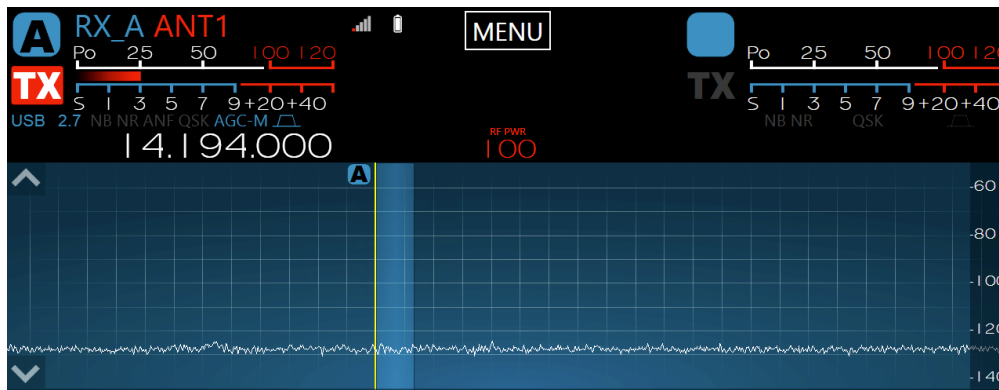 A RX_A ANT1 MENU
Po 25 50 100 120 Po 25 50 100 12
TX TX
S 1 3 5 7 9+20+40 S 1 3 5 7 9+20+40
USB 2.7 NB NR ANF QSK AGC-M NB NR QSK
14.194.000 RF PWR
100
A
-60
-80
-100
-120
-140